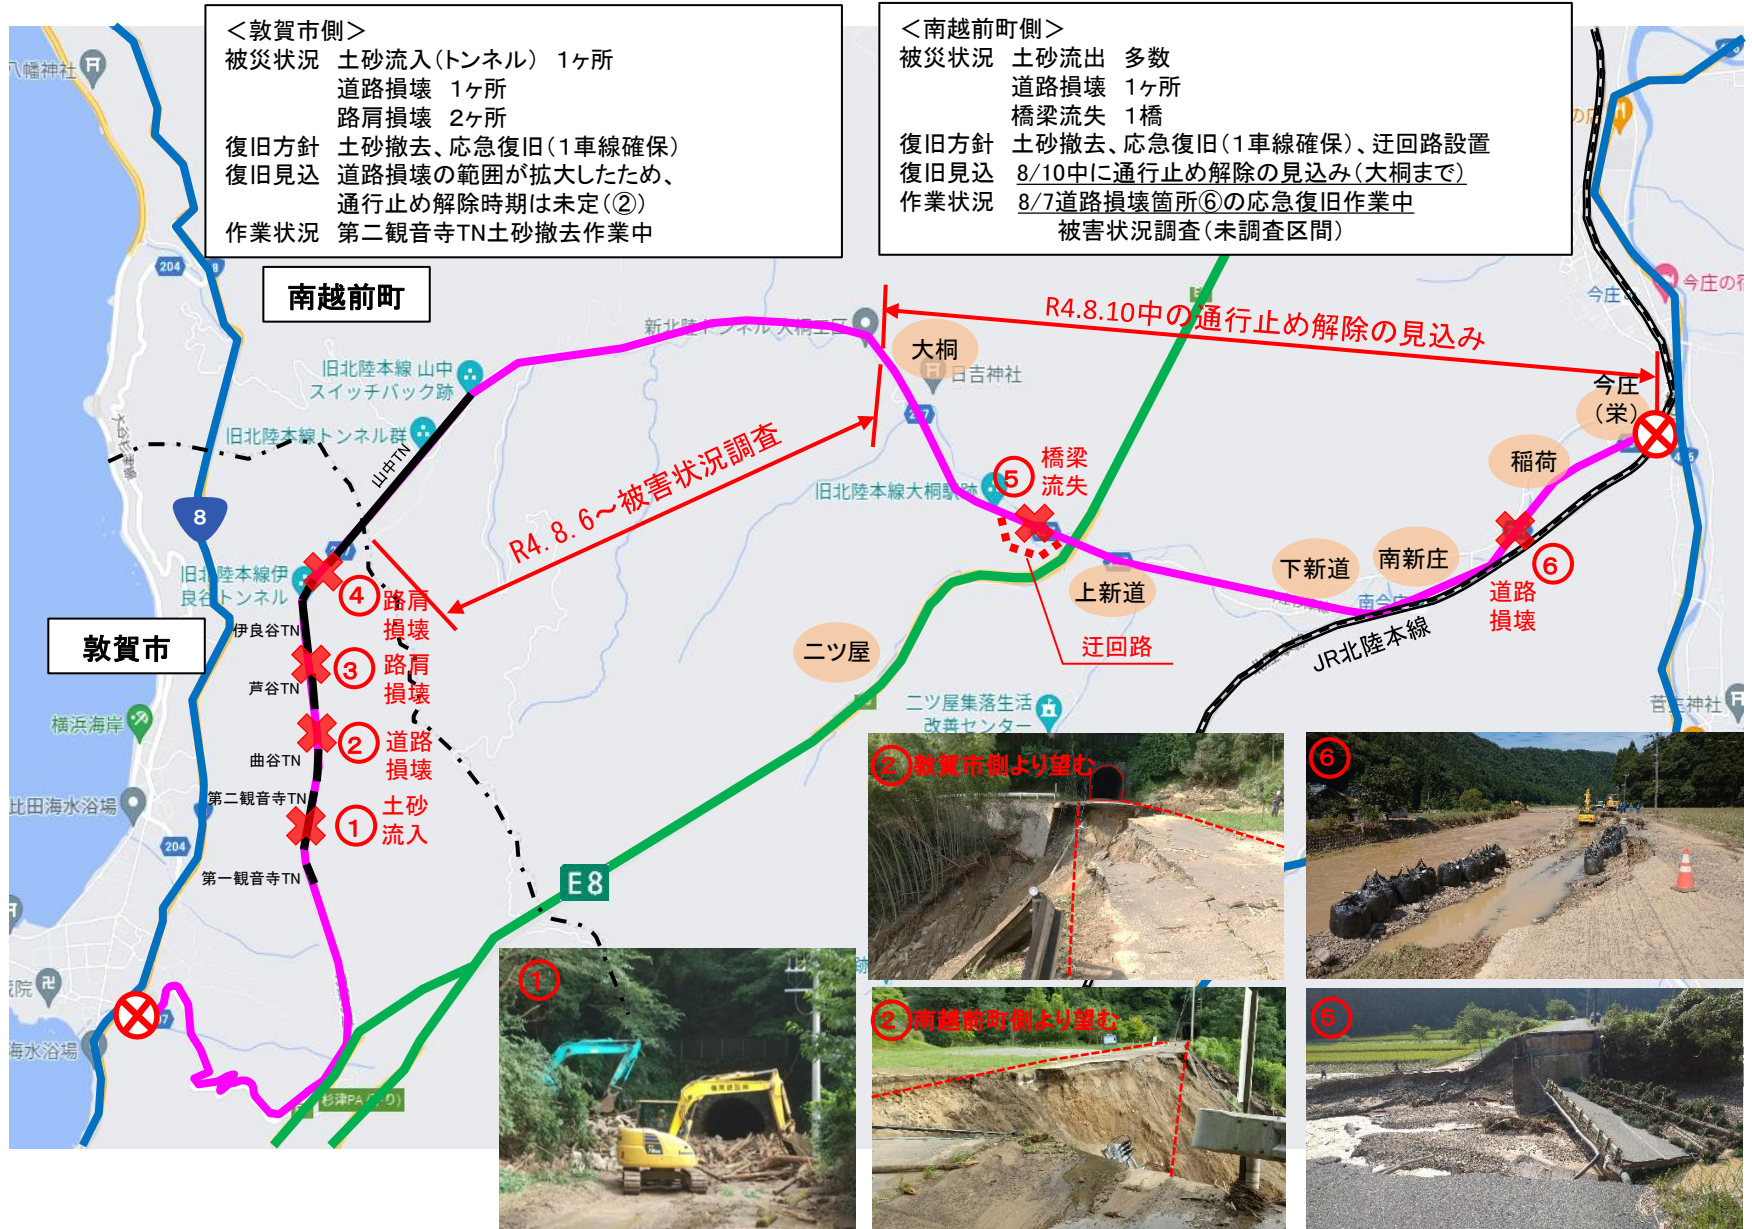 ＜敦賀市側＞
被災状況 土砂流入（トンネル） 1ヶ所
道路損壊 1ヶ所
路肩損壊 2ヶ所
復旧方針 土砂撤去、応急復旧（1車線確保）
復旧見込 道路損壊の範囲が拡大したため、
通行止め解除時期は未定（②）
作業状況 第二観音寺TN土砂撤去作業中
＜南越前町側＞
被災状況 土砂流出 多数
道路損壊 1ヶ所
橋梁流失 1橋
復旧方針 土砂撤去、応急復旧（1車線確保）、迂回路設置
復旧見込 8/10中に通行止め解除の見込み（大桐まで）
作業状況 8/7道路損壊箇所⑥の応急復旧作業中
被害状況調査（未調査区間）
八幡神社
204
8
南越前町
新北陸トンネル 大桐工区
大桐
日吉神社
R4.8.10中の通行止め解除の見込み
今庄の宿
今庄
（栄）
旧北陸本線 山中
スイッチバック跡
旧北陸本線トンネル群
山中TN
R4.8.6～被害状況調査
旧北陸本線大桐駅跡
⑤ 橋梁
流失
稲荷
8
旧北陸本線伊
良谷トンネル
④ 路肩
損壊
伊良谷TN
敦賀市
③ 路肩
損壊
芦谷TN
② 道路
損壊
曲谷TN
第二観音寺TN
① 土砂
流入
第一観音寺TN
上新道
下新道
南新庄
⑥
道路
損壊
迂回路
JR北陸本線
二ツ屋
二ツ屋集落生活
改善センター
菅生神社
横浜海岸
比田海水浴場
204
E8
海水浴場
杉津PA
② 敦賀市側より望む
⑥
①
② 南越前町側より望む
⑤